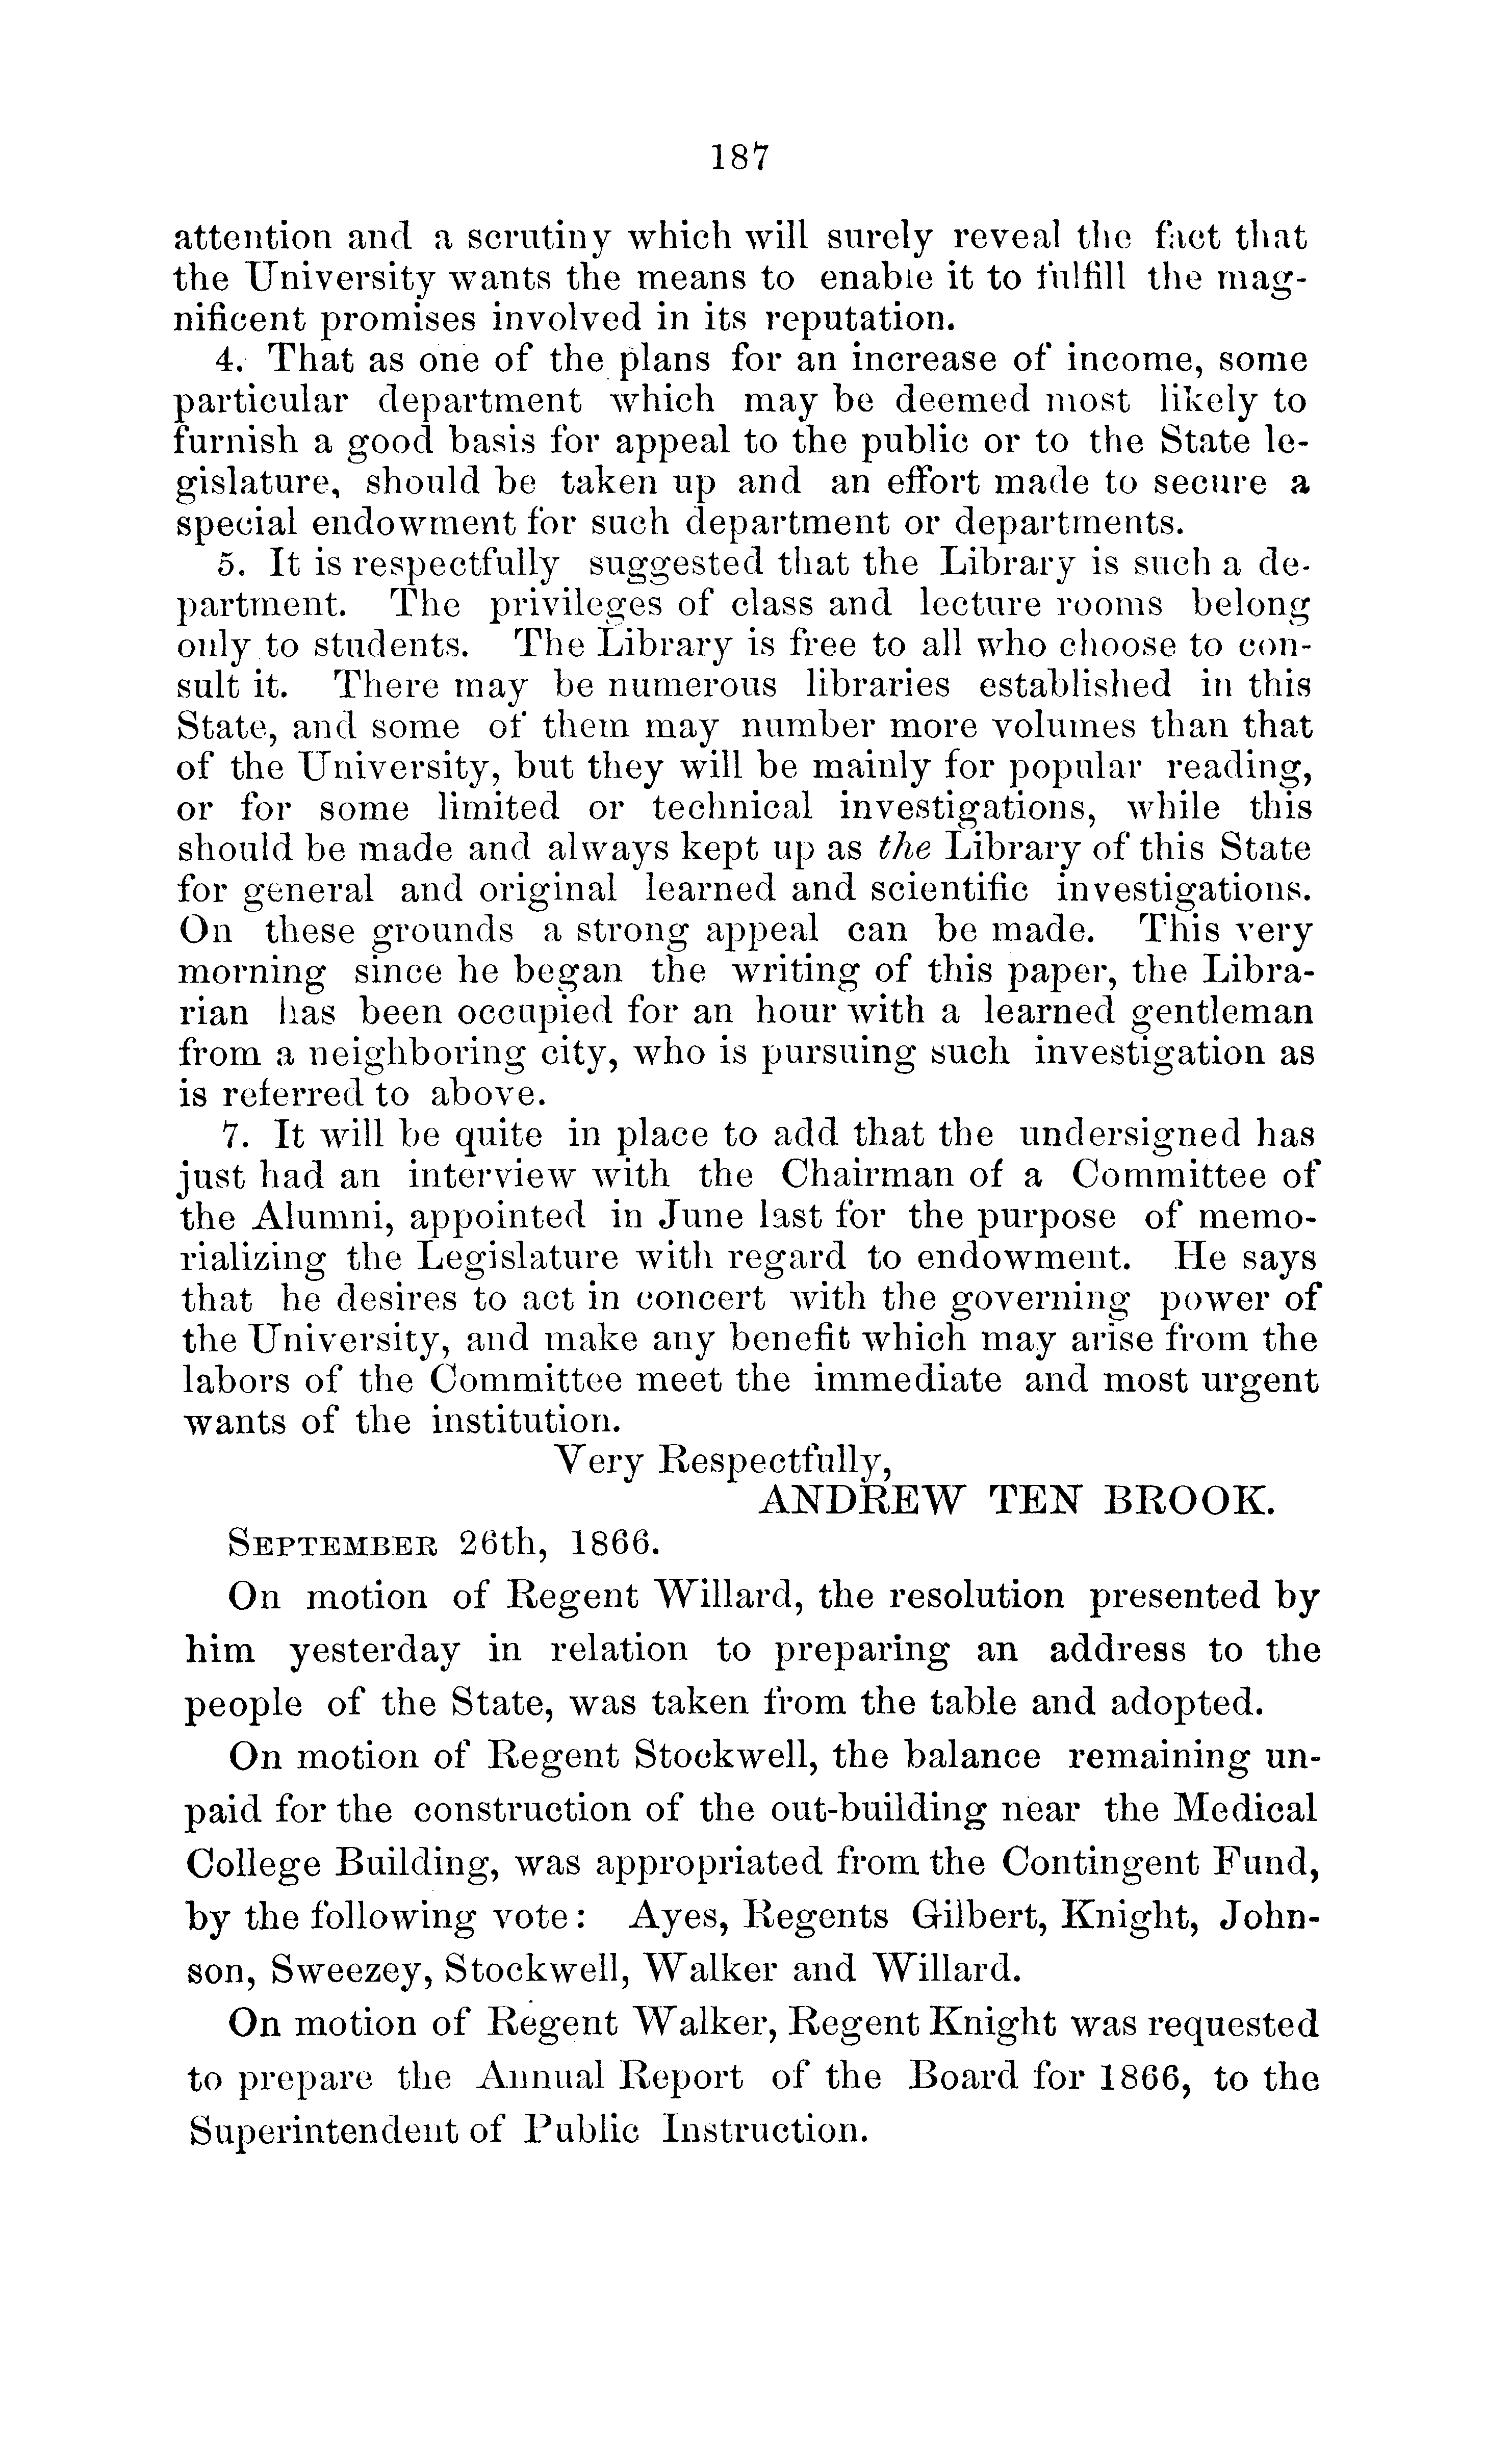 187
attention and a scrutiny which will surely reveal the fact that
the University wants the means to enable it to fulfill the mag-
nificent promises involved in its reputation.
4. That as one of the plans for an increase of income, some
particular department which may be deemed most likely to
furnish a good basis for appeal to the public or to the State le-
gislature, should be taken up and an effort made to secure a
special endowment for such department or departments.
5. It is respectfully suggested that the Library is such a de-
partment. The privileges of class and lecture rooms belong
only to students. The Library is free to all who choose to con-
sult it. There may be numerous libraries established in this
State, and some of them may number more volumes than that
of the University, but they will be mainly for popular reading,
or for some limited or technical investigations, while this
should be made and always kept up as the Library of this State
for general and original learned and scientific investigations.
On these grounds a strong appeal can be made. This very
morning since he began the writing of this paper, the Libra-
rian has been occupied for an hour with a learned gentleman
from a neighboring city, who is pursuing such investigation as
is referred to above.
7. It will be quite in place to add that the undersigned has
just had an interview with the Chairman of a Committee of
the Alumni, appointed in June last for the purpose of memo-
rializing the Legislature with regard to endowment. He says
that he desires to act in concert with the governing power of
the University, and make any benefit which may arise from the
labors of the Committee meet the immediate and most urgent
wants of the institution.
Very Respectfully,
ANDREW TEN BROOK.
SEPTEMBER 26th, 1866.
On motion of Regent Willard, the resolution presented by
him yesterday in relation to preparing an address to the
people of the State, was taken from the table and adopted.
On motion of Regent Stockwell, the balance remaining un-
paid for the construction of the out-building near the Medical
College Building, was appropriated from the Contingent Fund,
by the following vote: Ayes, Regents Gilbert, Knight, John-
son, Sweezey, Stockwell, Walker and Willard.
On motion of Regent Walker, Regent Knight was requested
to prepare the Annual Report of the Board for 1866, to the
Superintendent of Public Instruction.